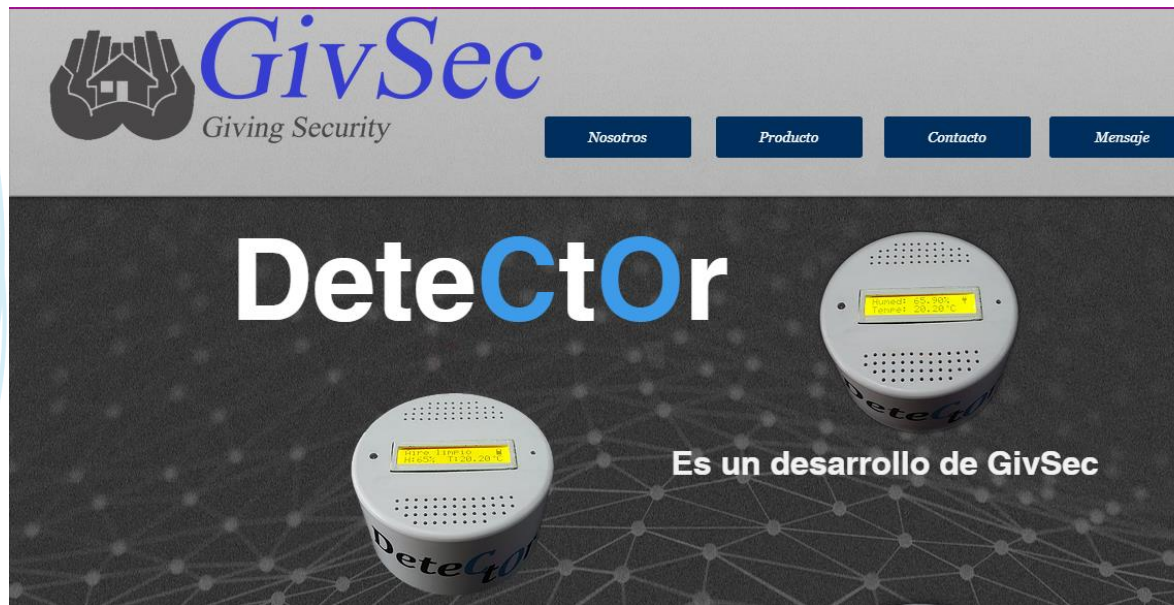 GivSec
Giving Security
Nosotros
Producto
Contacto
Mensaje
DeteCtOr
Humed: 65.90%
Tempe: 20.20°C
DeteCtOr
Aire limpio
H:65% T:20.20°C
DeteCtOr
Es un desarrollo de GivSec